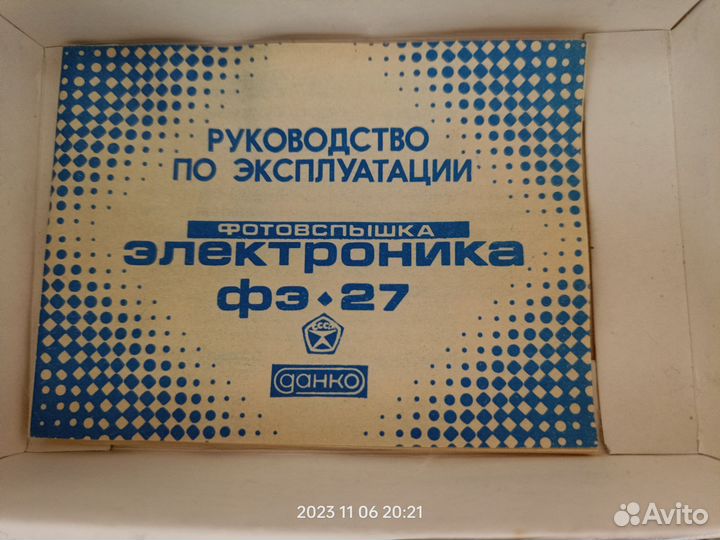 РУКОВОДСТВО
ПО ЭКСПЛУАТАЦИИ
ФОТОВСПЫШКА
электроника
фэ·27
СССР
данко
2023 11 06 20:21
Avito